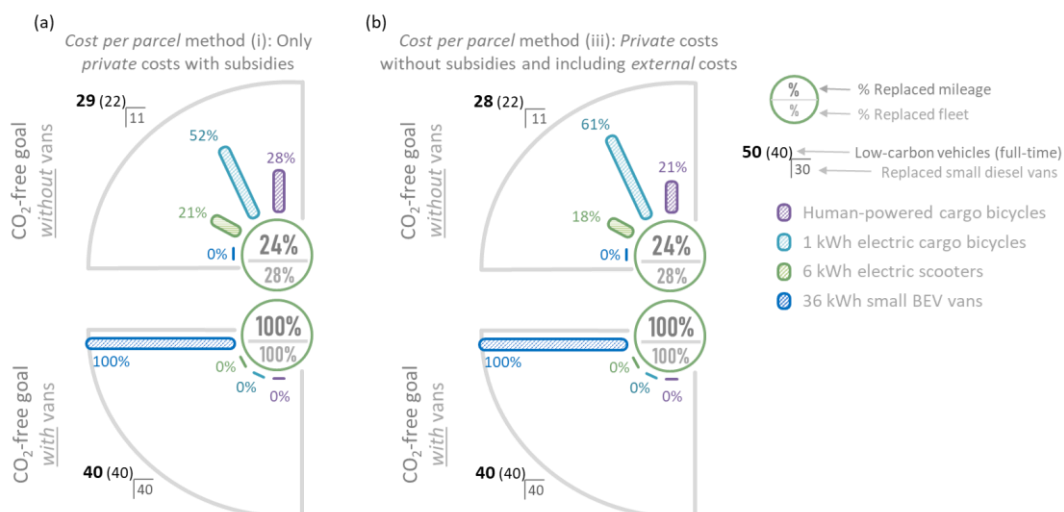 (a)
Cost per parcel method (i): Only
private costs with subsidies
29 (22)
11
52%
28%
21%
0%
24%
28%
CO2-free goal
without vans
100%
100%
100%
0%
0%
0%
CO2-free goal
with vans
40 (40)
40
(b)
Cost per parcel method (iii): Private costs
without subsidies and including external costs
28 (22)
11
61%
21%
18%
0%
24%
28%
CO2-free goal
without vans
100%
100%
100%
0%
0%
0%
CO2-free goal
with vans
40 (40)
40
%
%
% Replaced mileage
% Replaced fleet
50 (40)
30
Low-carbon vehicles (full-time)
Replaced small diesel vans
Human-powered cargo bicycles
1 kWh electric cargo bicycles
6 kWh electric scooters
36 kWh small BEV vans